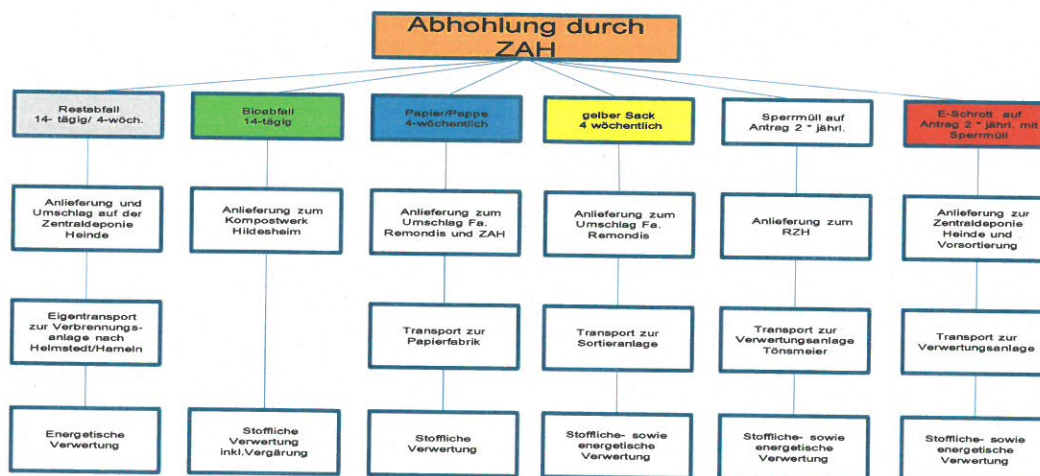 Abhohlung durch
ZAH
Restabfall
14- tägig/ 4-wöch.
Bioabfall
14-tägig
Papier/Pappe
4-wöchentlich
gelber Sack
4 wöchentlich
Sperrmüll auf
Antrag 2 * jährl.
E-Schrott auf
Antrag 2 * jährl. mit
Sperrmüll
Anlieferung und
Umschlag auf der
Zentraldeponie
Heinde
Anlieferung zum
Kompostwerk
Hildesheim
Anlieferung zum
Umschlag Fa.
Remondis und ZAH
Anlieferung zum
Umschlag Fa.
Remondis
Anlieferung zum
RZH
Anlieferung zur
Zentraldeponie
Heinde und
Vorsortierung
Eigentransport
zur Verbrennungs-
anlage nach
Helmstedt/Hameln
Transport zur
Papierfabrik
Transport zur
Sortieranlage
Transport zur
Verwertungsanlage
Tönsmeier
Transport zur
Verwertungsanlage
Energetische
Verwertung
Stoffliche
Verwertung
inkl.Vergärung
Stoffliche
Verwertung
Stoffliche- sowie
energetische
Verwertung
Stoffliche- sowie
energetische
Verwertung
Stoffliche- sowie
energetische
Verwertung